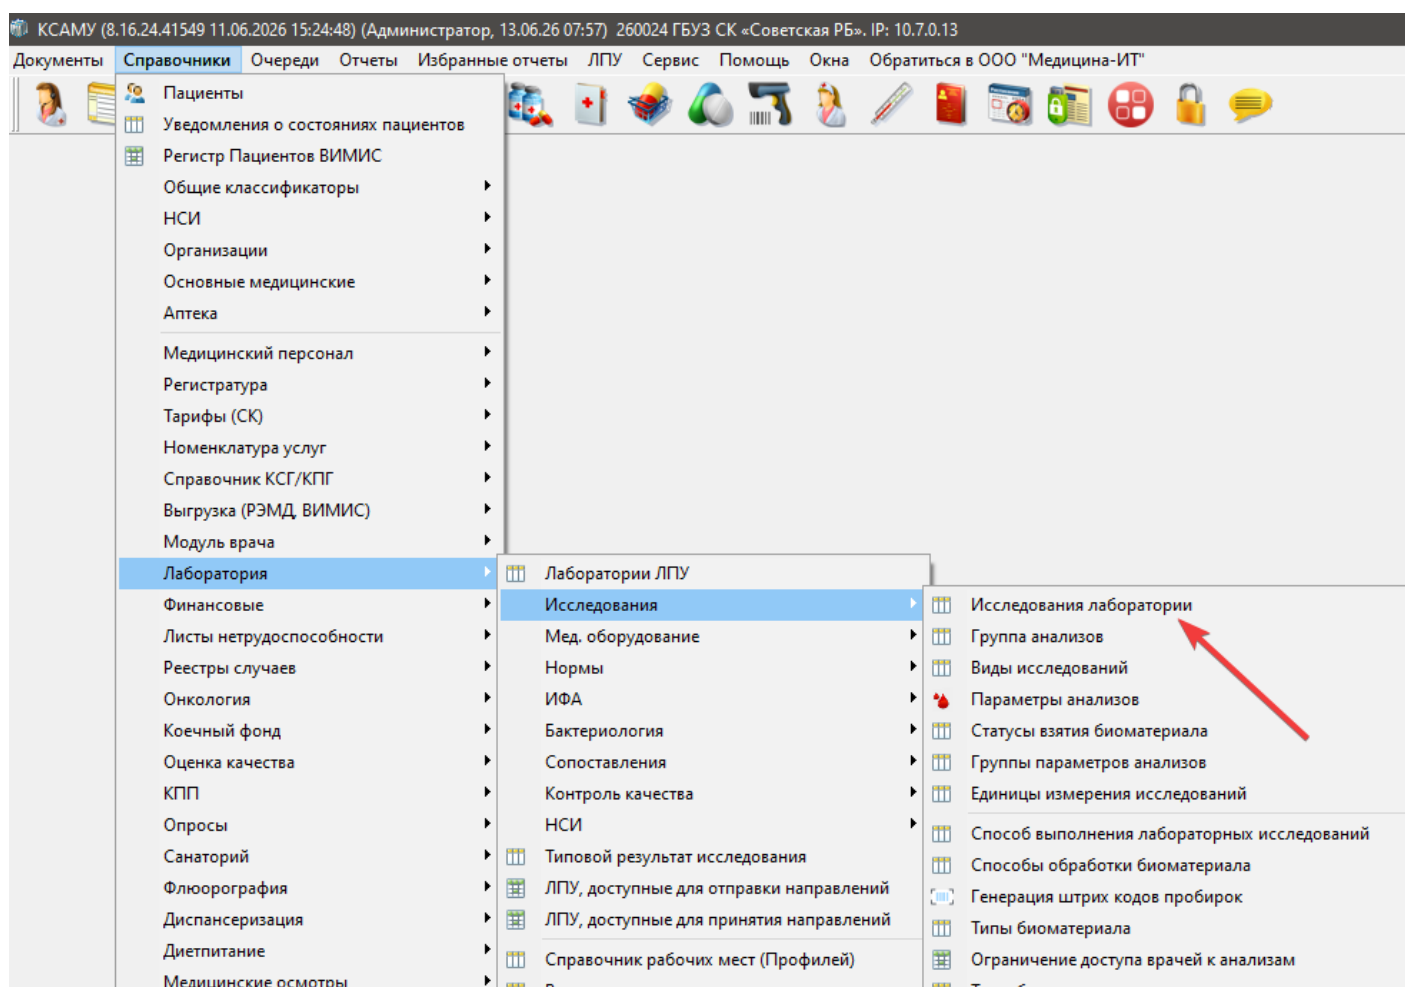 КСАМУ (8.16.24.41549 11.06.2026 15:24:48) (Администратор, 13.06.26 07:57) 260024 ГБУЗ СК «Советская РБ». IP: 10.7.0.13
Документы Справочники Очереди Отчеты Избранные отчеты ЛПУ Сервис Помощь Окна Обратиться в ООО "Медицина-ИТ"
Пациенты
Уведомления о состояниях пациентов
Регистр Пациентов ВИМИС
Общие классификаторы
НСИ
Организации
Основные медицинские
Аптека
Медицинский персонал
Регистратура
Тарифы (СК)
Номенклатура услуг
Справочник КСГ/КПГ
Выгрузка (РЭМД, ВИМИС)
Модуль врача
Лаборатория
Финансовые
Листы нетрудоспособности
Реестры случаев
Онкология
Коечный фонд
Оценка качества
КПП
Опросы
Санаторий
Флюорография
Диспансеризация
Диетпитание
Медицинские осмотры
Лаборатории ЛПУ
Исследования
Мед. оборудование
Нормы
ИФА
Бактериология
Сопоставления
Контроль качества
НСИ
Типовой результат исследования
ЛПУ, доступные для отправки направлений
ЛПУ, доступные для принятия направлений
Справочник рабочих мест (Профилей)
Исследования лаборатории
Группа анализов
Виды исследований
Параметры анализов
Статусы взятия биоматериала
Группы параметров анализов
Единицы измерения исследований
Способ выполнения лабораторных исследований
Способы обработки биоматериала
Генерация штрих кодов пробирок
Типы биоматериала
Ограничение доступа врачей к анализам